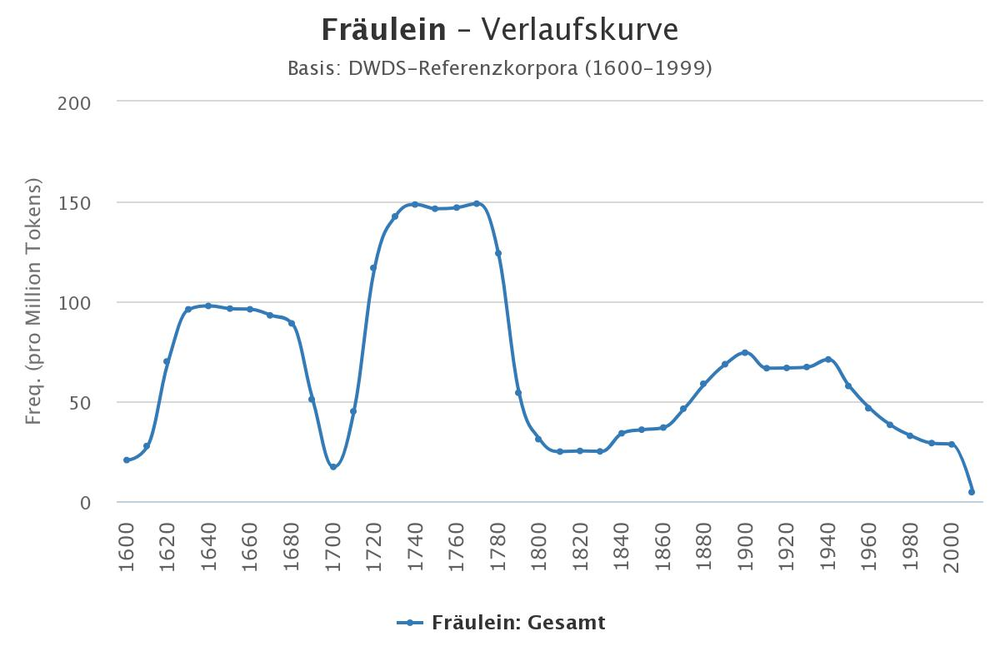 Fräulein – Verlaufskurve
Basis: DWDS-Referenzkorpora (1600-1999)
Freq. (pro Million Tokens)
200
150
100
50
0
1600 1620 1640 1660 1680 1700 1720 1740 1760 1780 1800 1820 1840 1860 1880 1900 1920 1940 1960 1980 2000
Fräulein: Gesamt